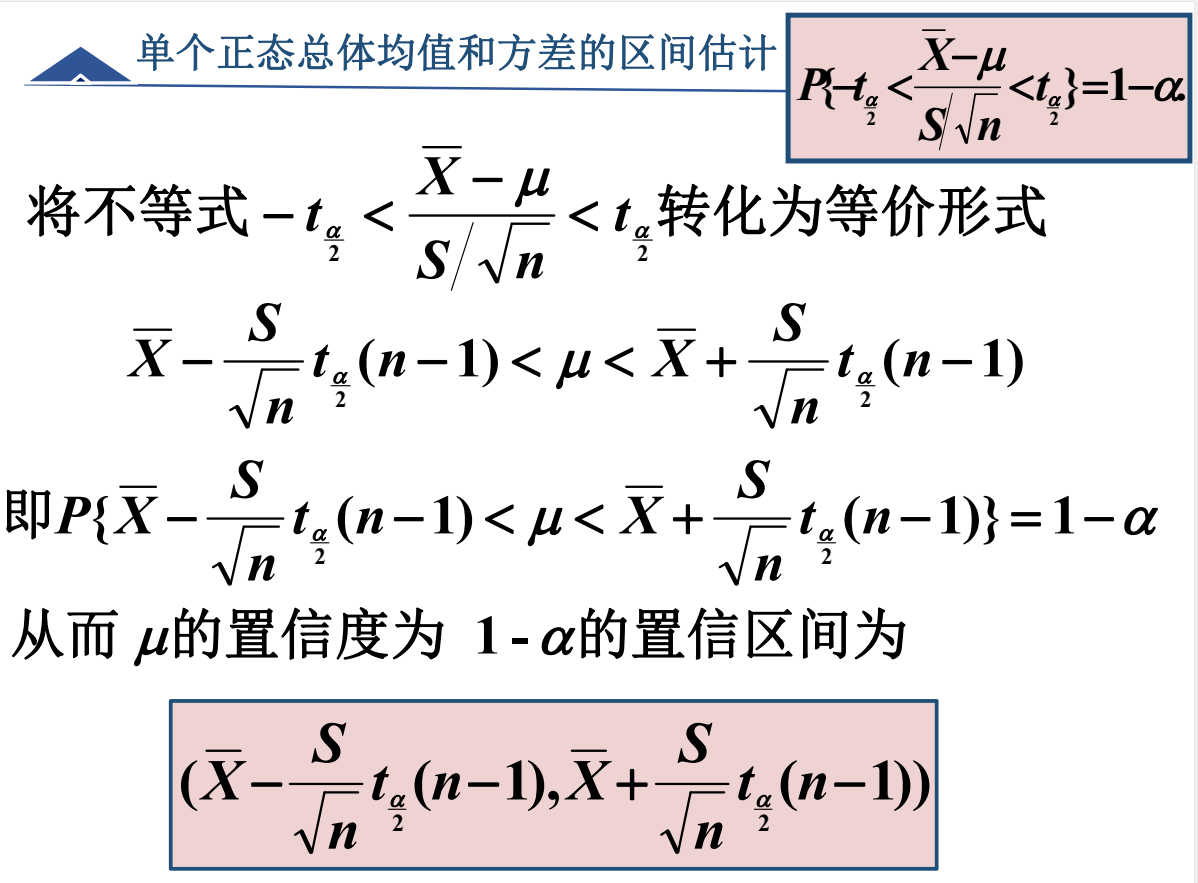 单个正态总体均值和方差的区间估计
$P\{-t_{\frac{\alpha}{2}}<\frac{\overline{X}-\mu}{S/\sqrt{n}}<t_{\frac{\alpha}{2}}\}=1-\alpha.$
将不等式 $-t_{\frac{\alpha}{2}}<\frac{\overline{X}-\mu}{S/\sqrt{n}}<t_{\frac{\alpha}{2}}$ 转化为等价形式
$\overline{X}-\frac{S}{\sqrt{n}}t_{\frac{\alpha}{2}}(n-1)<\mu<\overline{X}+\frac{S}{\sqrt{n}}t_{\frac{\alpha}{2}}(n-1)$
即 $P\{\overline{X}-\frac{S}{\sqrt{n}}t_{\frac{\alpha}{2}}(n-1)<\mu<\overline{X}+\frac{S}{\sqrt{n}}t_{\frac{\alpha}{2}}(n-1)\}=1-\alpha$
从而 $\mu$ 的置信度为 $1-\alpha$ 的置信区间为
$(\overline{X}-\frac{S}{\sqrt{n}}t_{\frac{\alpha}{2}}(n-1),\overline{X}+\frac{S}{\sqrt{n}}t_{\frac{\alpha}{2}}(n-1))$